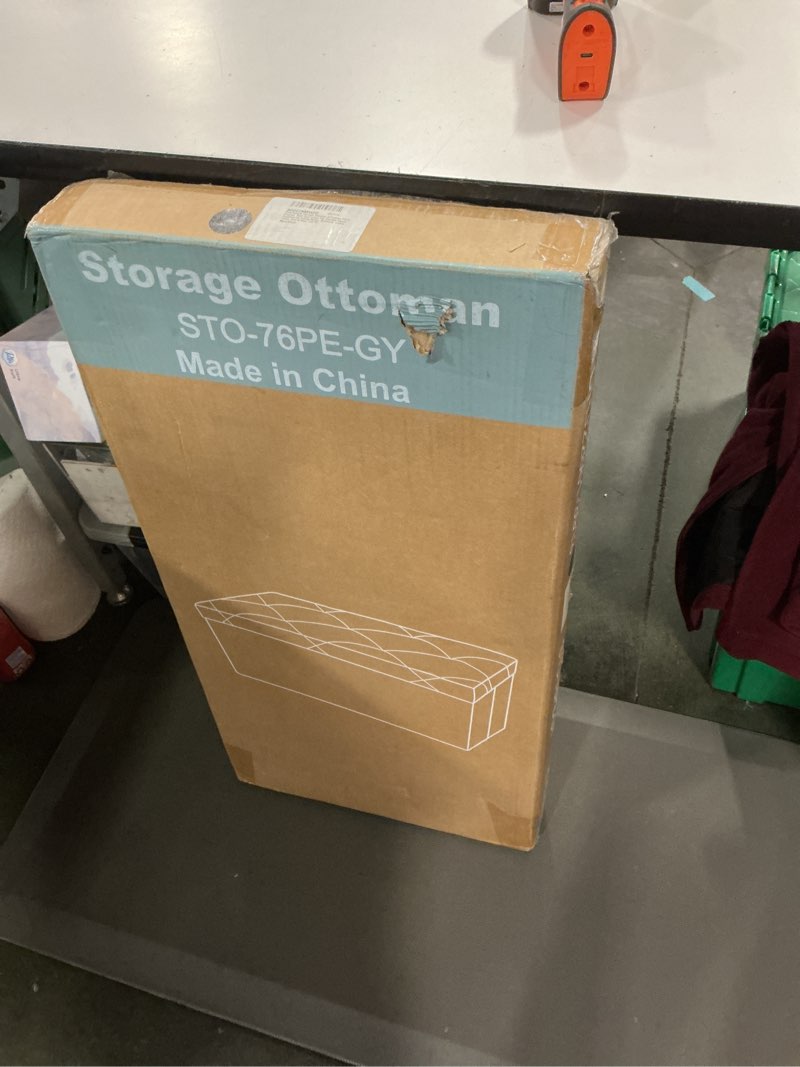 Storage Ottoman
STO-76PE-GY
Made in China